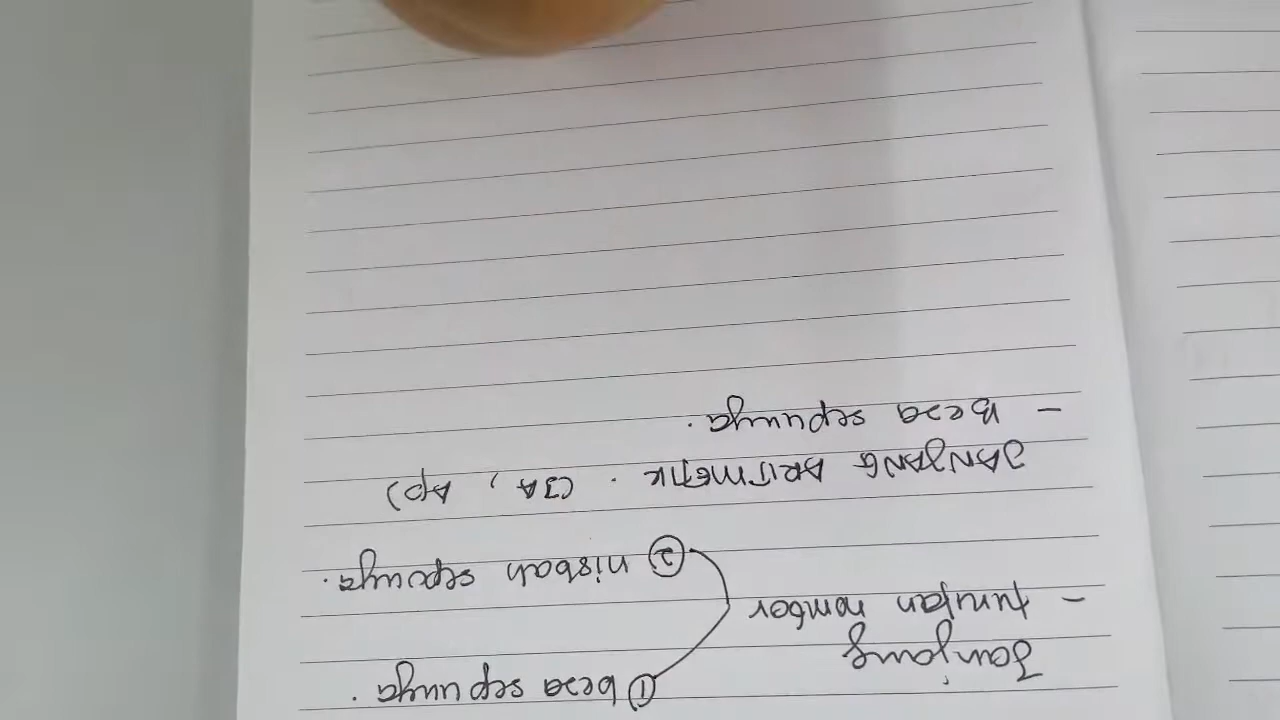 Janjang ① beza sepunya.
- turutan nombor
② nisbah sepunya.
JANJANG ARITMETIK. (JA, AP)
- Beza sepunya.